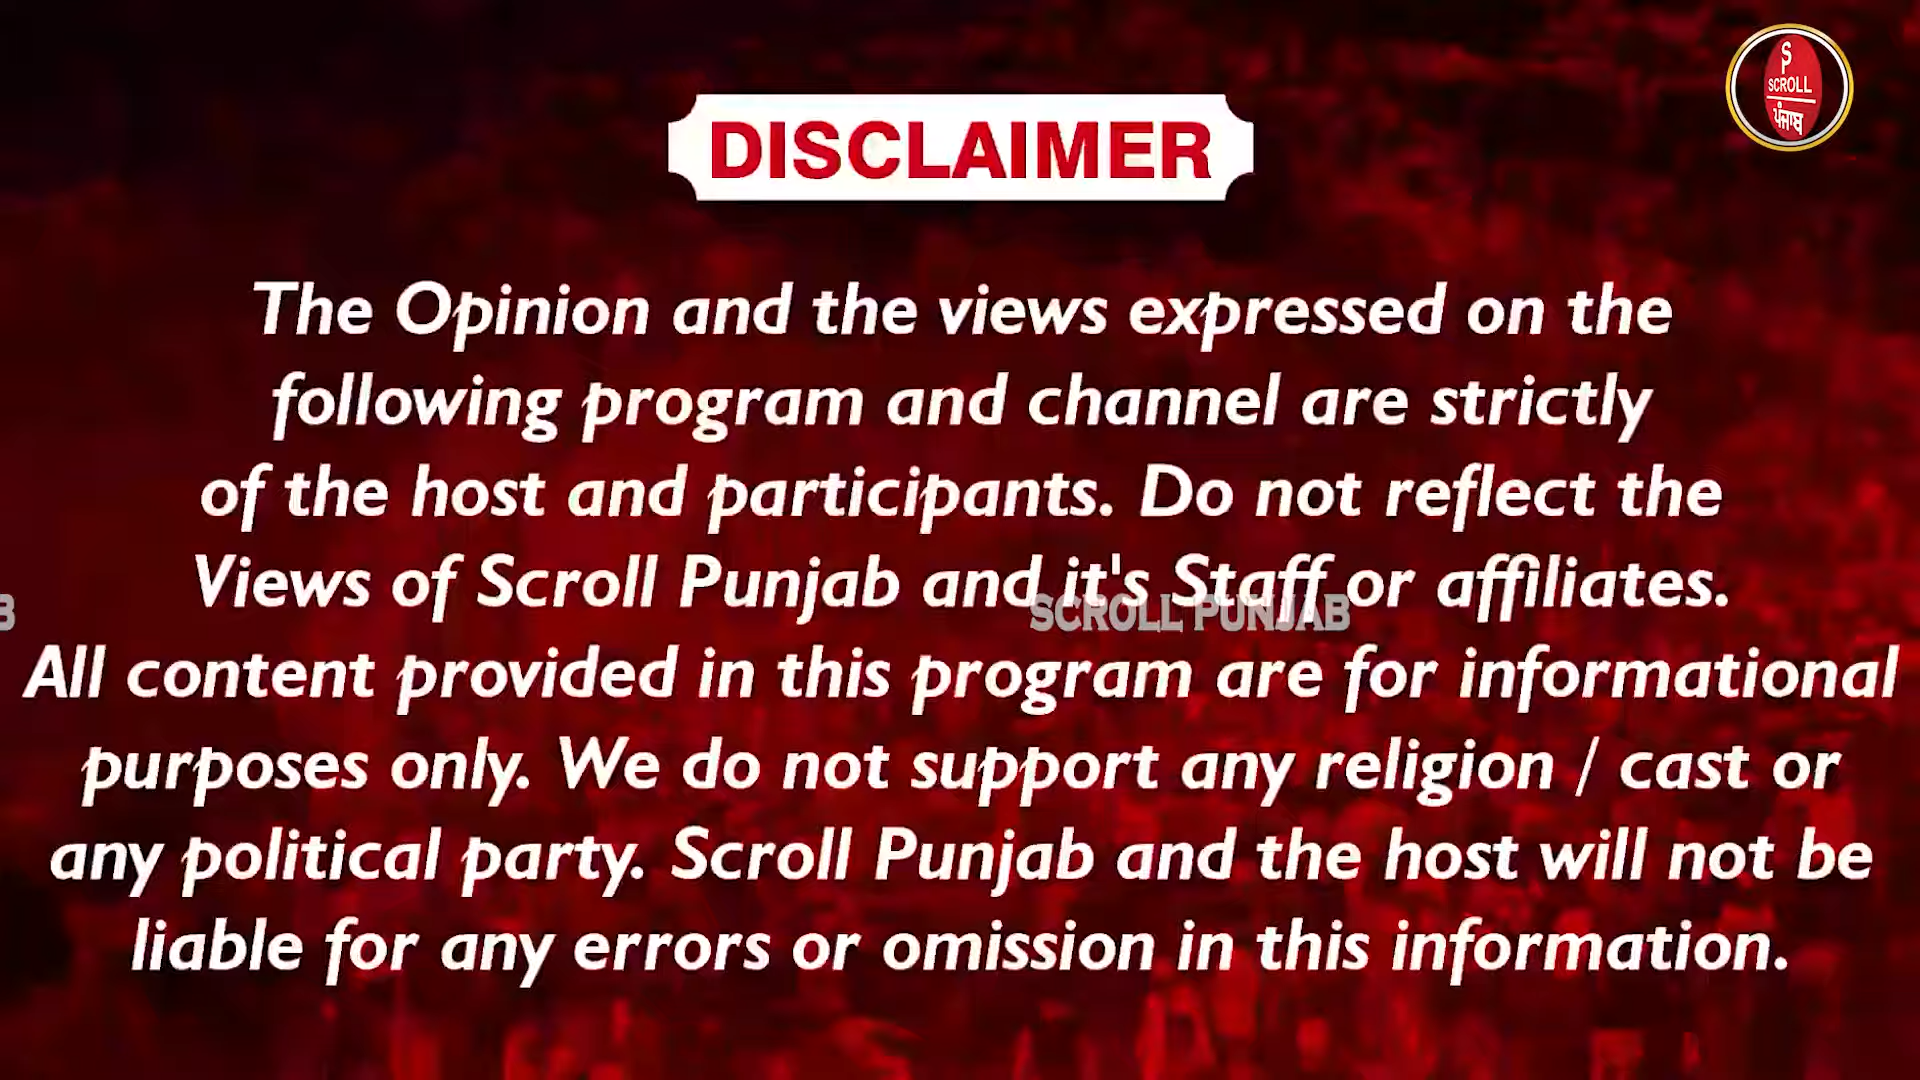 S
P
SCROLL
ਪੰਜਾਬ
DISCLAIMER
The Opinion and the views expressed on the
following program and channel are strictly
of the host and participants. Do not reflect the
Views of Scroll Punjab and it's Staff or affiliates.
SCROLL PUNJAB
All content provided in this program are for informational
purposes only. We do not support any religion / cast or
any political party. Scroll Punjab and the host will not be
liable for any errors or omission in this information.